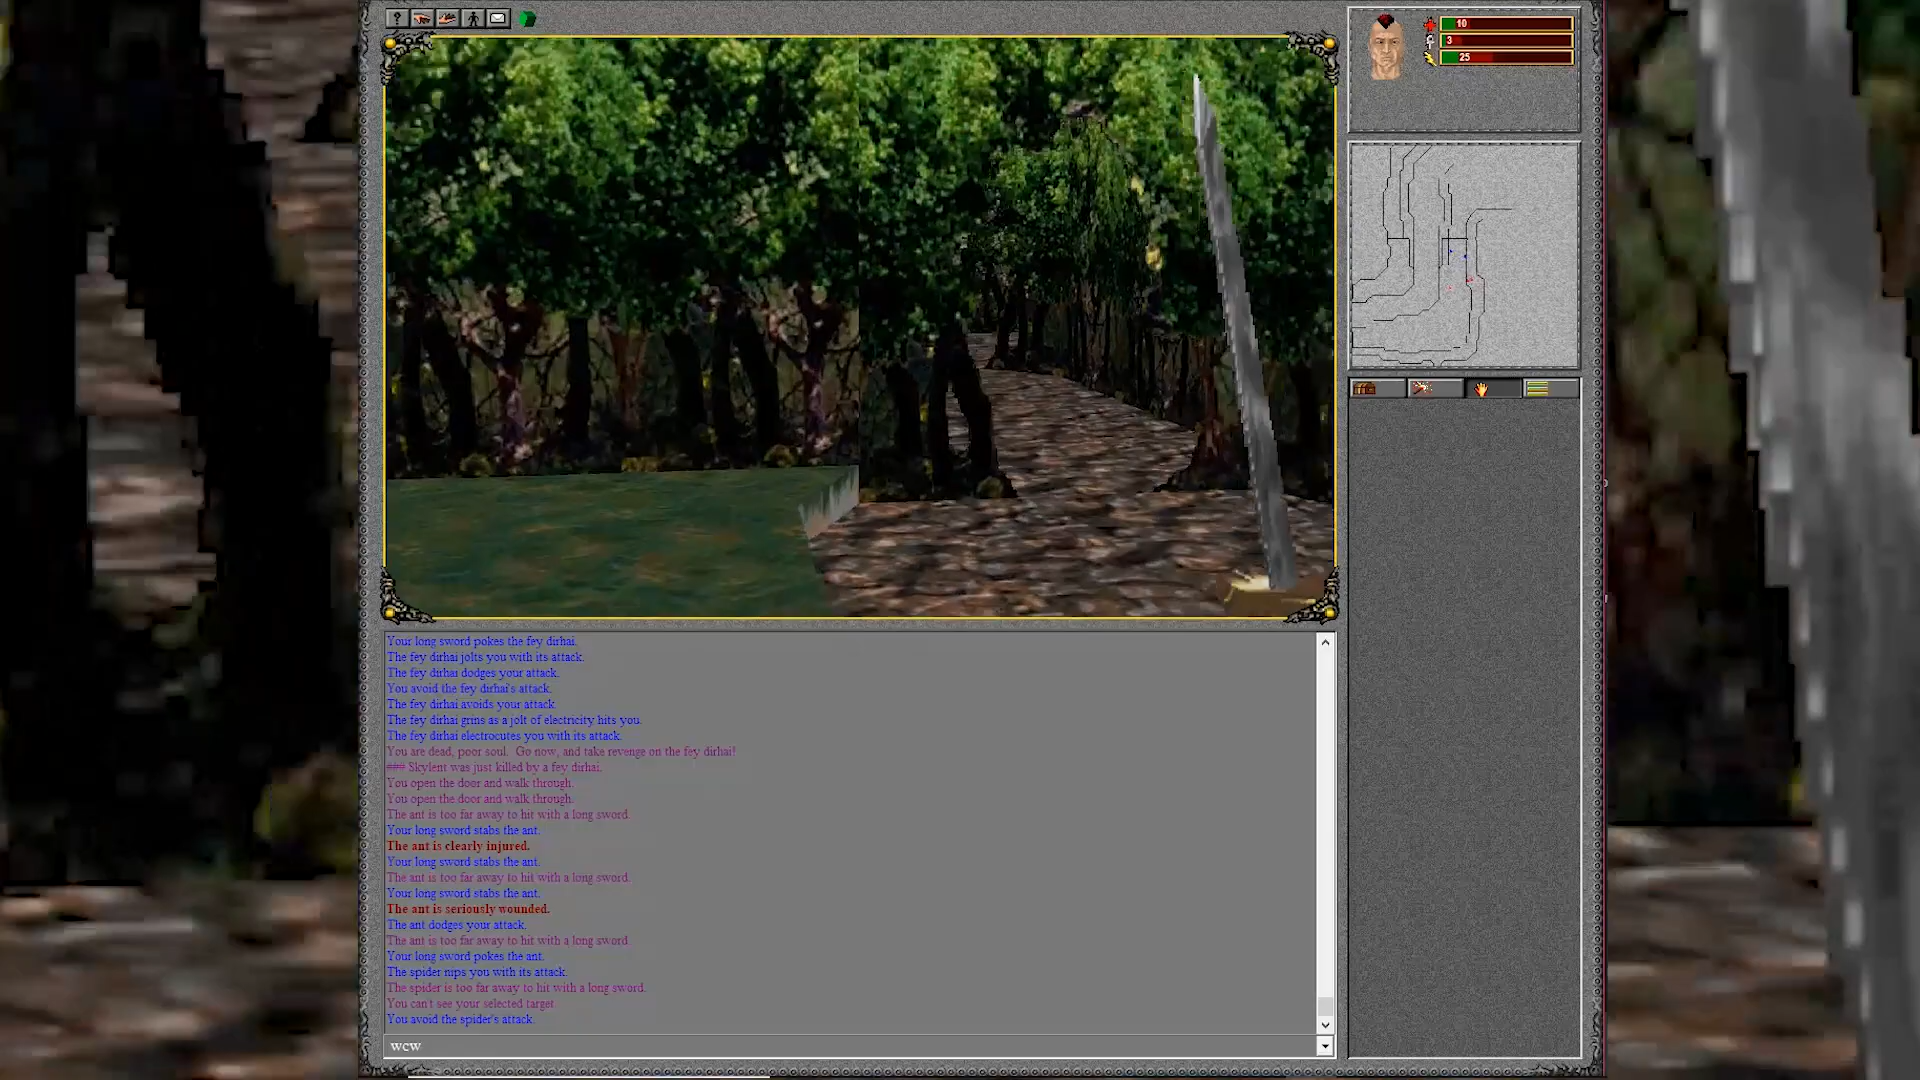 ?
10
3
25
Your long sword pokes the fey dirhai.
The fey dirhai jolts you with its attack.
The fey dirhai dodges your attack.
You avoid the fey dirhai's attack.
The fey dirhai avoids your attack.
The fey dirhai grins as a jolt of electricity hits you.
The fey dirhai electrocutes you with its attack.
You are dead, poor soul.  Go now, and take revenge on the fey dirhai!
### Skylent was just killed by a fey dirhai.
You open the door and walk through.
You open the door and walk through.
The ant is too far away to hit with a long sword.
Your long sword stabs the ant.
The ant is clearly injured.
Your long sword stabs the ant.
The ant is too far away to hit with a long sword.
Your long sword stabs the ant.
The ant is seriously wounded.
The ant dodges your attack.
The ant is too far away to hit with a long sword.
Your long sword pokes the ant.
The spider nips you with its attack.
The spider is too far away to hit with a long sword.
You can't see your selected target.
You avoid the spider's attack.
wcw